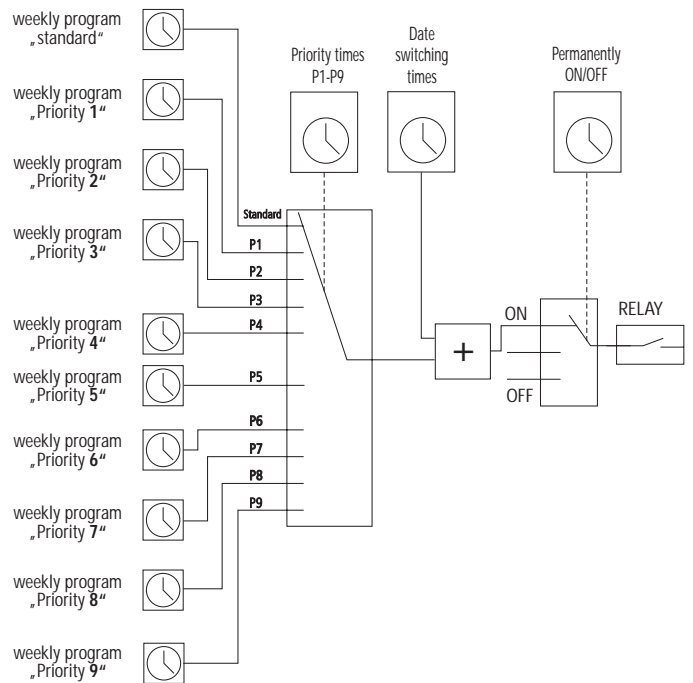 weekly program
„standard“
weekly program
„Priority 1“
weekly program
„Priority 2“
weekly program
„Priority 3“
weekly program
„Priority 4“
weekly program
„Priority 5“
weekly program
„Priority 6“
weekly program
„Priority 7“
weekly program
„Priority 8“
weekly program
„Priority 9“
Priority times
P1-P9
Date
switching
times
Permanently
ON/OFF
Standard
P1
P2
P3
P4
P5
P6
P7
P8
P9
+
ON
OFF
RELAY